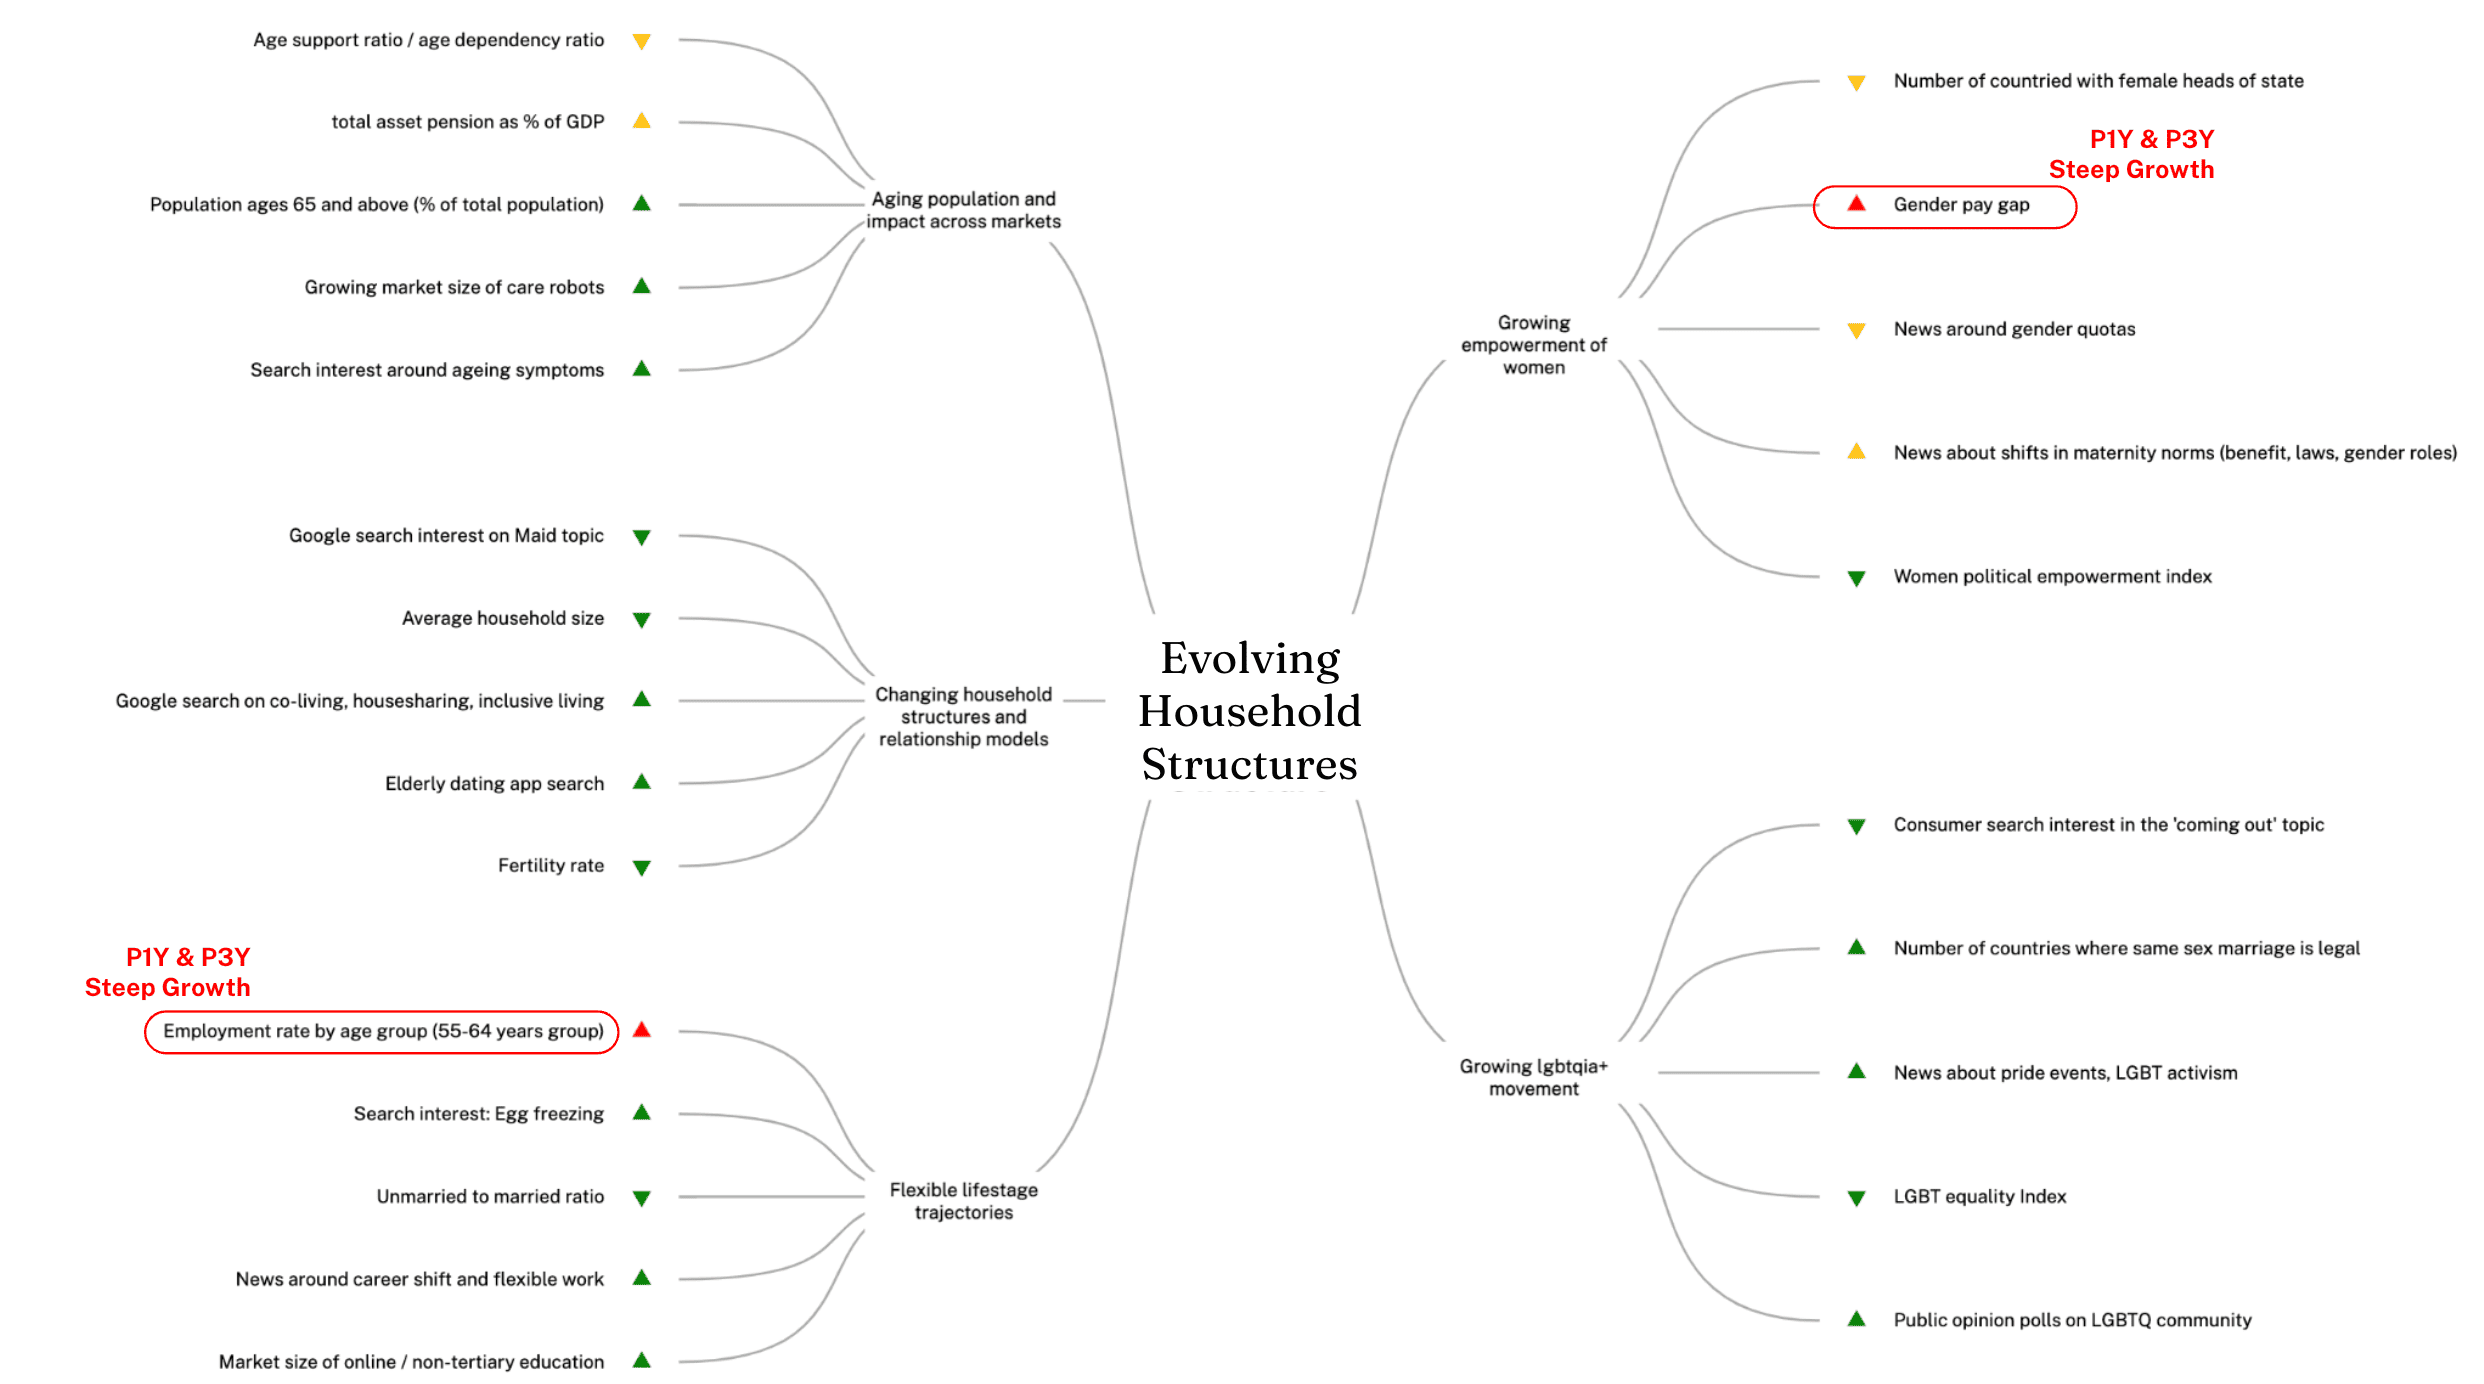 Age support ratio / age dependency ratio
total asset pension as % of GDP
Population ages 65 and above (% of total population)
Growing market size of care robots
Search interest around ageing symptoms
Aging population and
impact across markets
Google search interest on Maid topic
Average household size
Google search on co-living, housesharing, inclusive living
Elderly dating app search
Fertility rate
Changing household
structures and
relationship models
P1Y & P3Y
Steep Growth
Employment rate by age group (55-64 years group)
Search interest: Egg freezing
Unmarried to married ratio
News around career shift and flexible work
Market size of online / non-tertiary education
Flexible lifestage
trajectories
Evolving
Household
Structures
Growing
empowerment of
women
Number of countried with female heads of state
P1Y & P3Y
Steep Growth
Gender pay gap
News around gender quotas
News about shifts in maternity norms (benefit, laws, gender roles)
Women political empowerment index
Growing lgbtqia+
movement
Consumer search interest in the 'coming out' topic
Number of countries where same sex marriage is legal
News about pride events, LGBT activism
LGBT equality Index
Public opinion polls on LGBTQ community